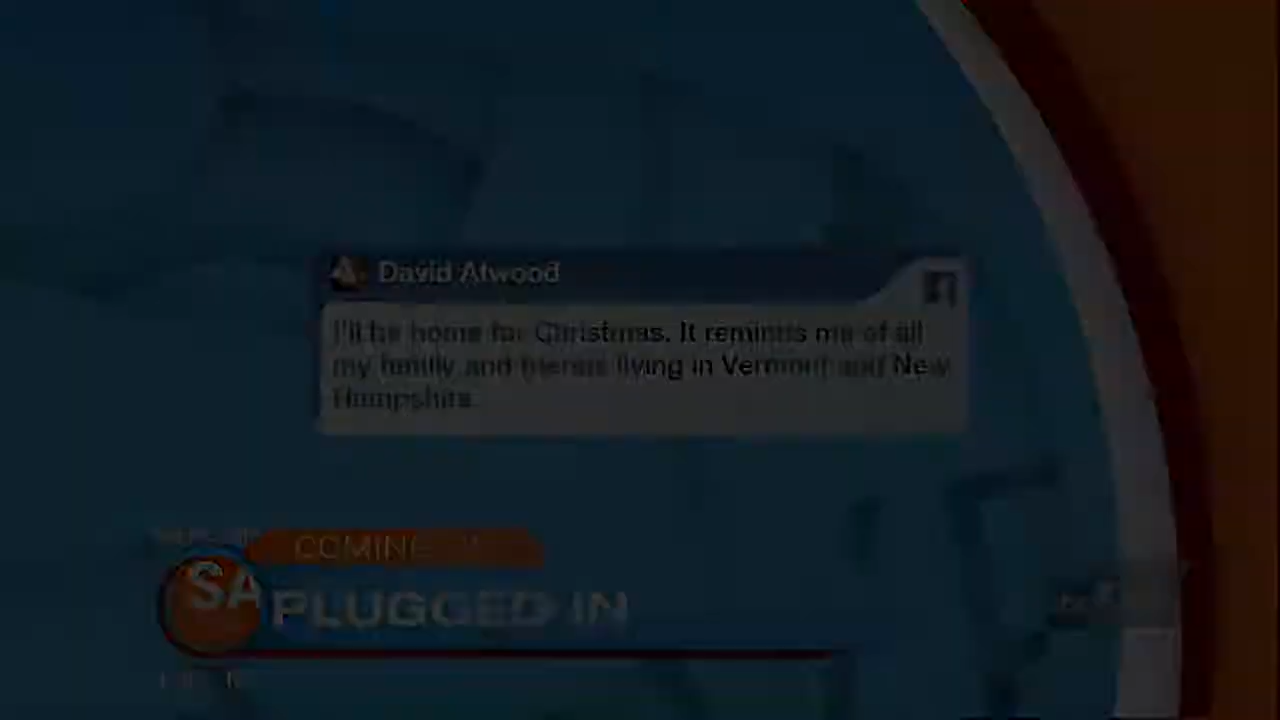 David Atwood
I'll be home for Christmas. It reminds me of all
my family and friends living in Vermont and New
Hampshire.
COMING
SA
PLUGGED IN